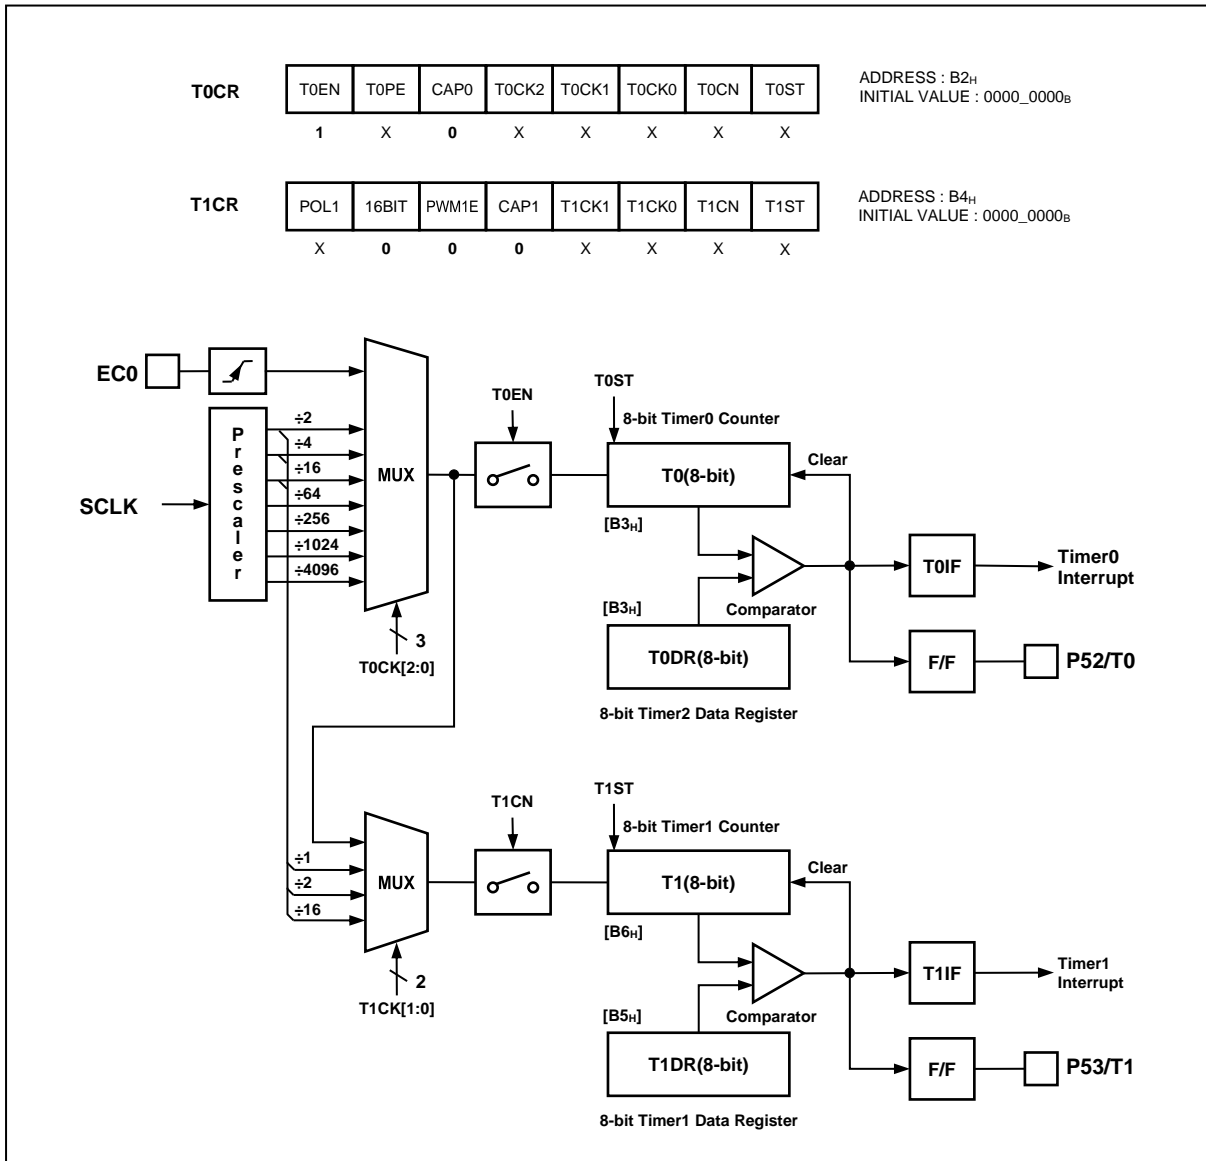 T0CR T0EN T0PE CAP0 T0CK2 T0CK1 T0CK0 T0CN T0ST
ADDRESS : B2H
INITIAL VALUE : 0000_0000B
1 X 0 X X X X X
T1CR POL1 16BIT PWM1E CAP1 T1CK1 T1CK0 T1CN T1ST
ADDRESS : B4H
INITIAL VALUE : 0000_0000B
X 0 0 0 X X X X
EC0
Prescaler
SCLK
÷2
÷4
÷16
÷64
÷256
÷1024
÷4096
MUX
3
T0CK[2:0]
T0EN
T0ST
8-bit Timer0 Counter
T0(8-bit)
Clear
[B3H]
Comparator
[B3H]
T0DR(8-bit)
8-bit Timer2 Data Register
T0IF
Timer0
Interrupt
F/F
P52/T0
÷1
÷2
÷16
MUX
2
T1CK[1:0]
T1CN
T1ST
8-bit Timer1 Counter
T1(8-bit)
Clear
[B6H]
Comparator
[B5H]
T1DR(8-bit)
8-bit Timer1 Data Register
T1IF
Timer1
Interrupt
F/F
P53/T1